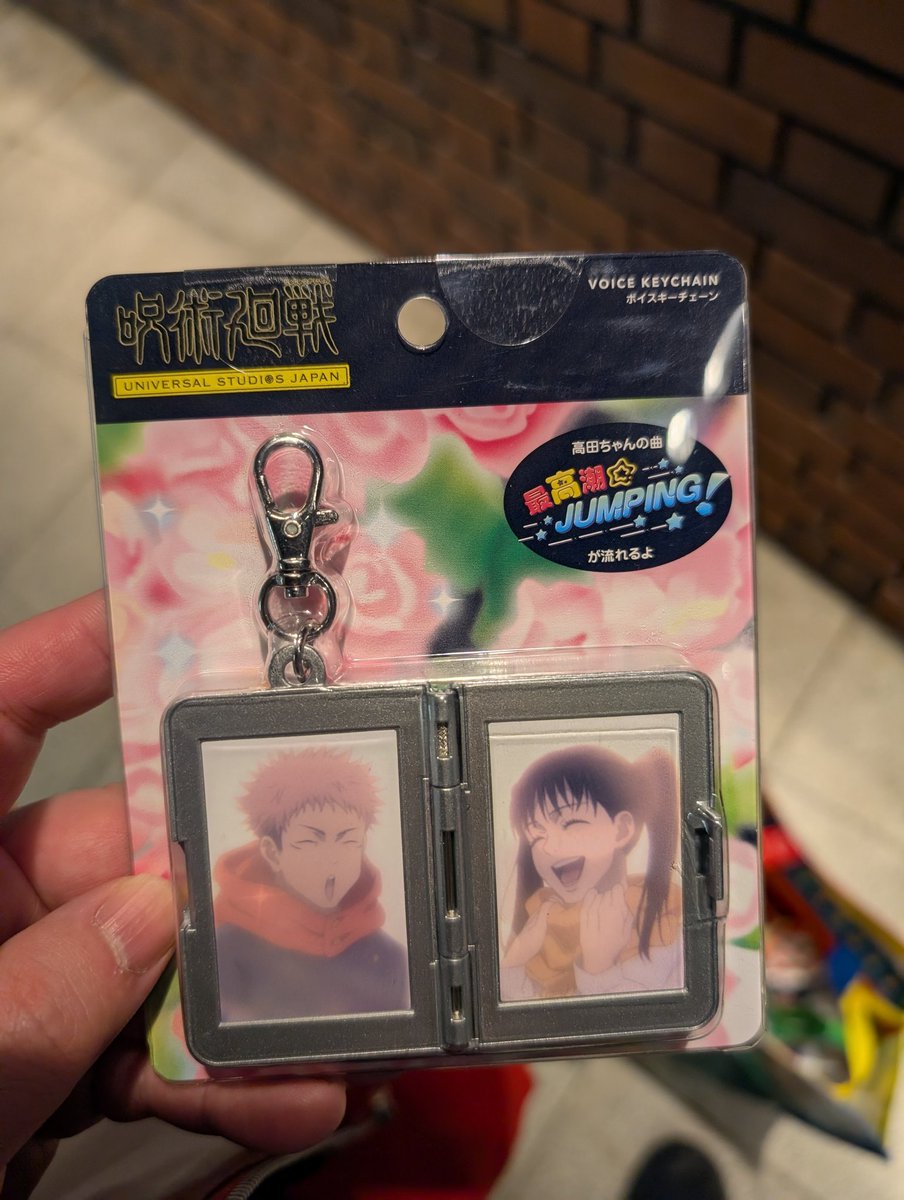 呪術廻戦
UNIVERSAL STUDIOS JAPAN
VOICE KEYCHAIN
ボイスキーチェーン
高田ちゃんの曲
最高潮☆
JUMPING!
が流れるよ